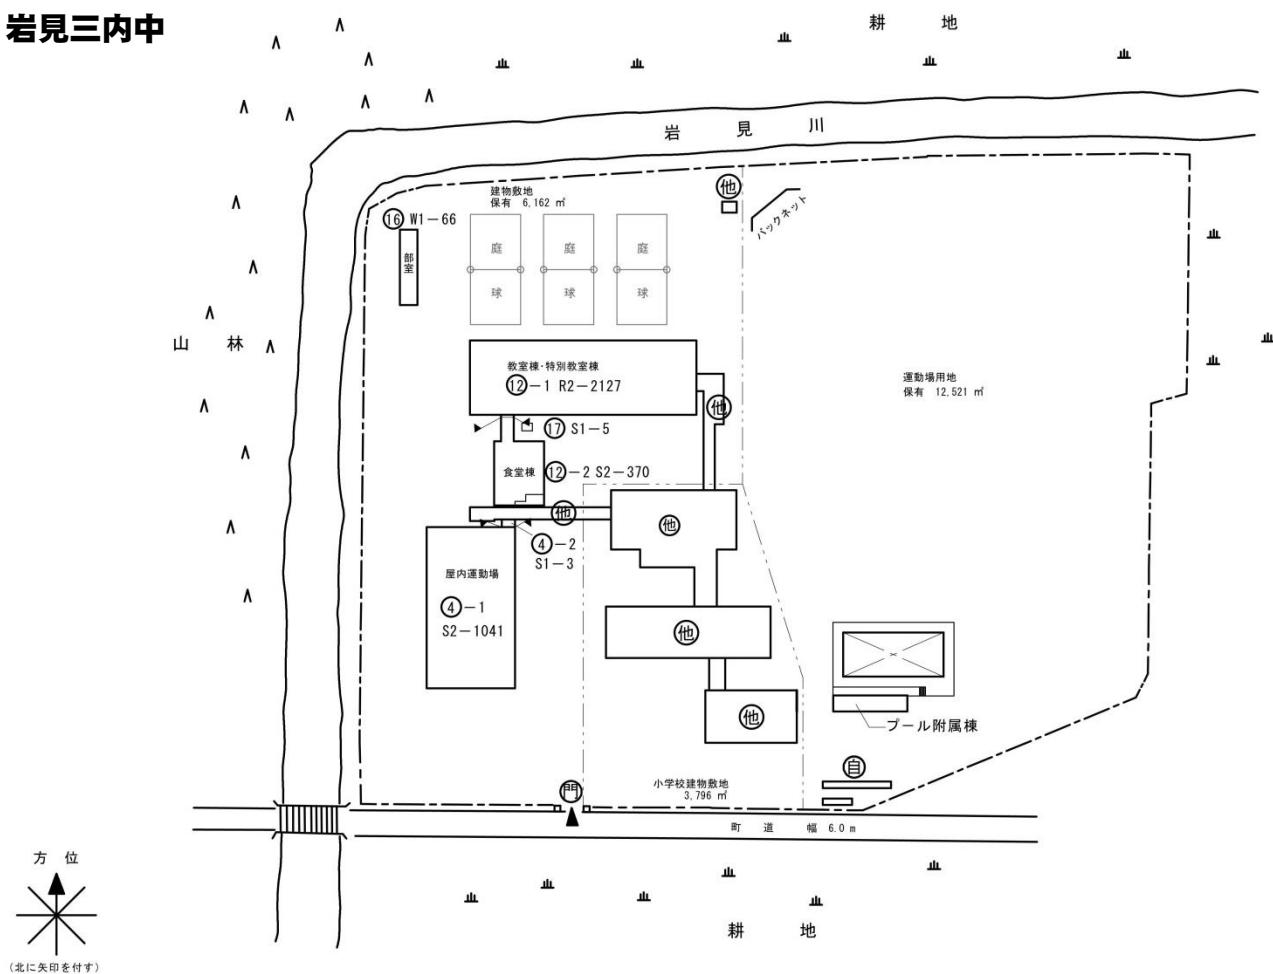 岩見三内中
耕 地
岩 見 川
建物敷地
保有 6,162 ㎡
他
バックネット
⑯ W1－66
部室
庭 庭 庭
球 球 球
山 林
教室棟・特別教室棟
⑫－1 R2－2127
運動場用地
保有 12,521 ㎡
他
⑰ S1－5
食堂棟
⑫－2 S2－370
他
他
④－2
S1－3
屋内運動場
④－1
S2－1041
他
他
プール附属棟
自
小学校建物敷地
3,796 ㎡
門
町 道 幅 6.0 m
方 位
耕 地
(北に矢印を付す)